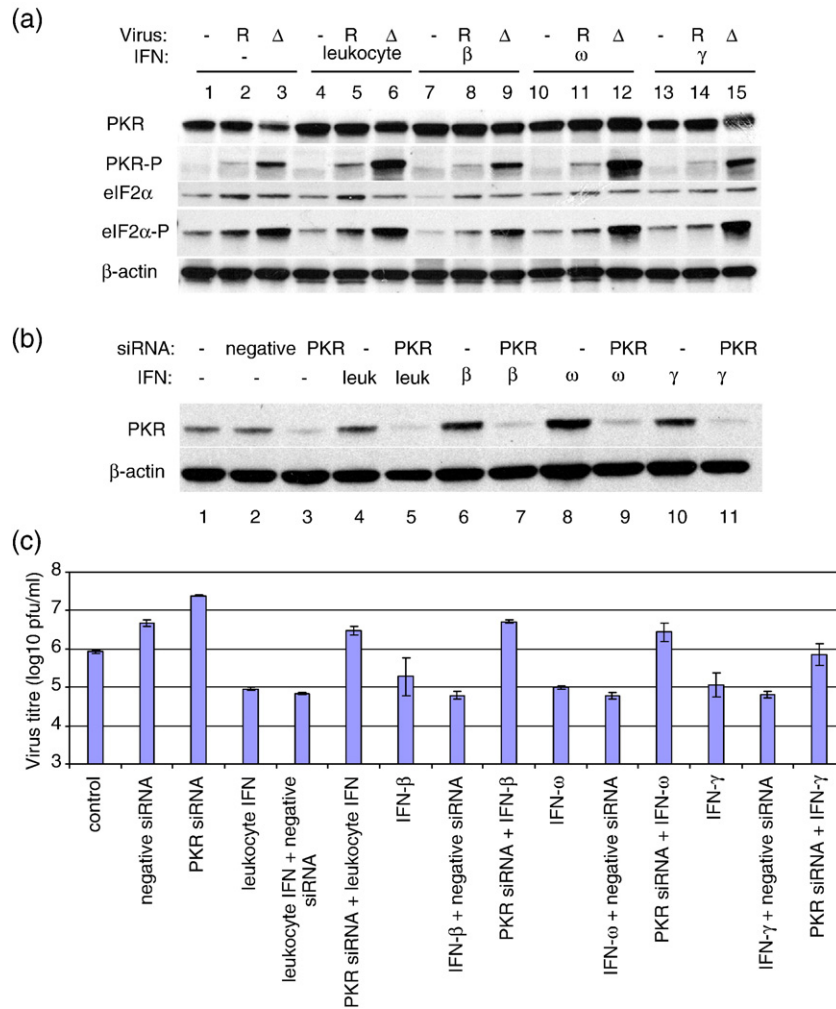 (a)
Virus: - R Δ - R Δ - R Δ - R Δ - R Δ
IFN: - leukocyte β ω γ
1 2 3 4 5 6 7 8 9 10 11 12 13 14 15
PKR
PKR-P
eIF2α
eIF2α-P
β-actin
(b)
siRNA: - negative PKR - PKR - PKR - PKR - PKR
IFN: - - - leuk leuk β β ω ω γ γ
PKR
β-actin
1 2 3 4 5 6 7 8 9 10 11
(c)
Virus titre (log10 pfu/ml)
8
7
6
5
4
3
control
negative siRNA
PKR siRNA
leukocyte IFN
leukocyte IFN + negative
siRNA
PKR siRNA + leukocyte IFN
IFN-β
IFN-β + negative siRNA
PKR siRNA + IFN-β
IFN-ω
IFN-ω + negative siRNA
PKR siRNA + IFN-ω
IFN-γ
IFN-γ + negative siRNA
PKR siRNA + IFN-γ